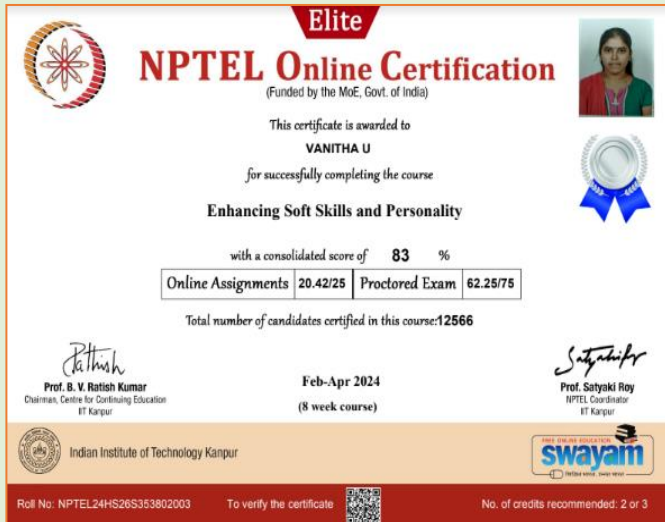 Elite
NPTEL Online Certification
(Funded by the MoE, Govt. of India)
This certificate is awarded to
VANITHA U
for successfully completing the course
Enhancing Soft Skills and Personality
with a consolidated score of 83 %
Online Assignments 20.42/25 Proctored Exam 62.25/75
Total number of candidates certified in this course:12566
Prof. B. V. Ratish Kumar
Chairman, Centre for Continuing Education
IIT Kanpur
Feb-Apr 2024
(8 week course)
Prof. Satyaki Roy
NPTEL Coordinator
IIT Kanpur
Indian Institute of Technology Kanpur
FREE ONLINE EDUCATION
swayam
Roll No: NPTEL24HS26S353802003 To verify the certificate No. of credits recommended: 2 or 3